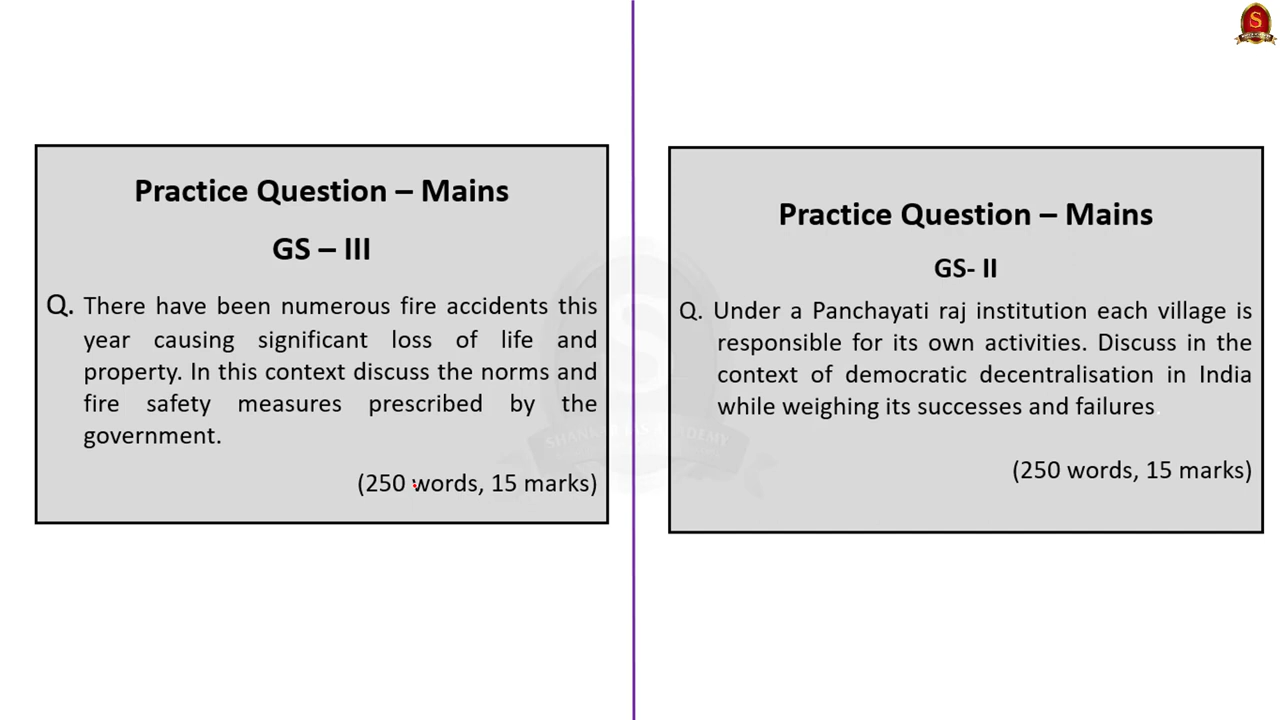 Practice Question – Mains
GS – III
Q. There have been numerous fire accidents this
year causing significant loss of life and
property. In this context discuss the norms and
fire safety measures prescribed by the
government.
(250 words, 15 marks)
Practice Question – Mains
GS- II
Q. Under a Panchayati raj institution each village is
responsible for its own activities. Discuss in the
context of democratic decentralisation in India
while weighing its successes and failures.
(250 words, 15 marks)
S
SHANKAR IAS ACADEMY